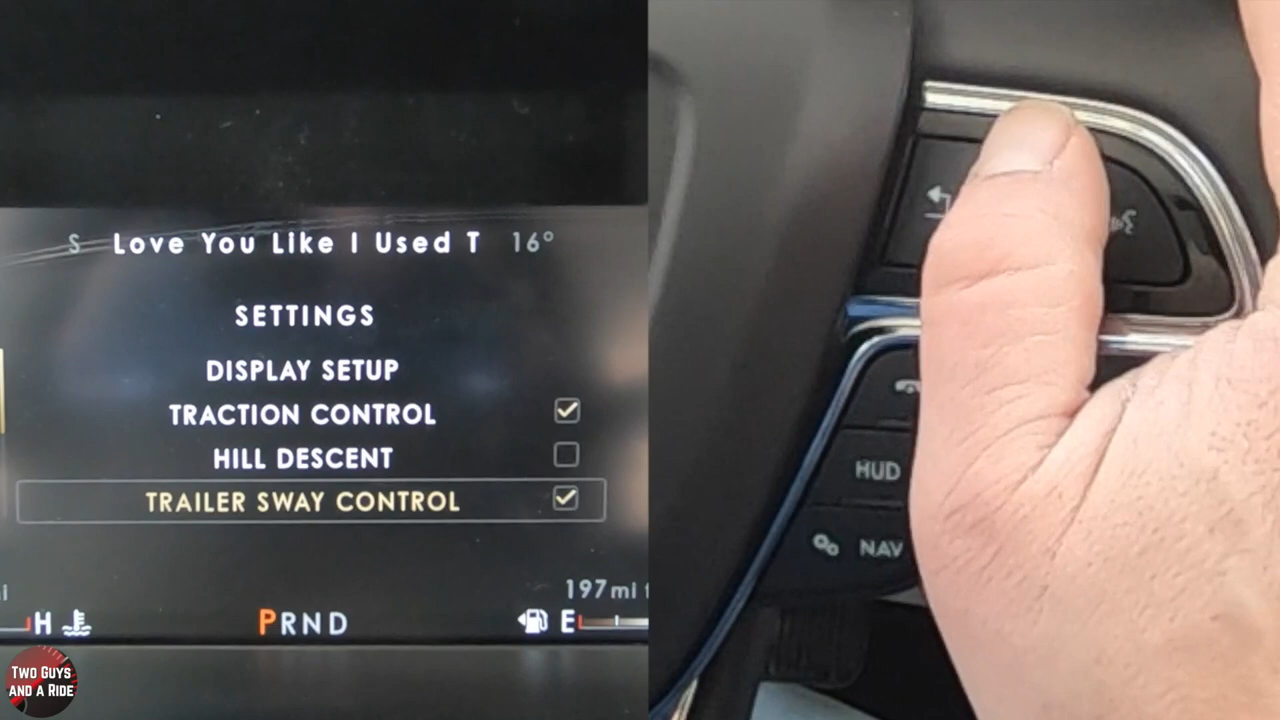 S Love You Like I Used T 16°
SETTINGS
DISPLAY SETUP
TRACTION CONTROL
HILL DESCENT
TRAILER SWAY CONTROL
197mi
H PRND E
HUD
NAV
TWO GUYS
AND A RIDE